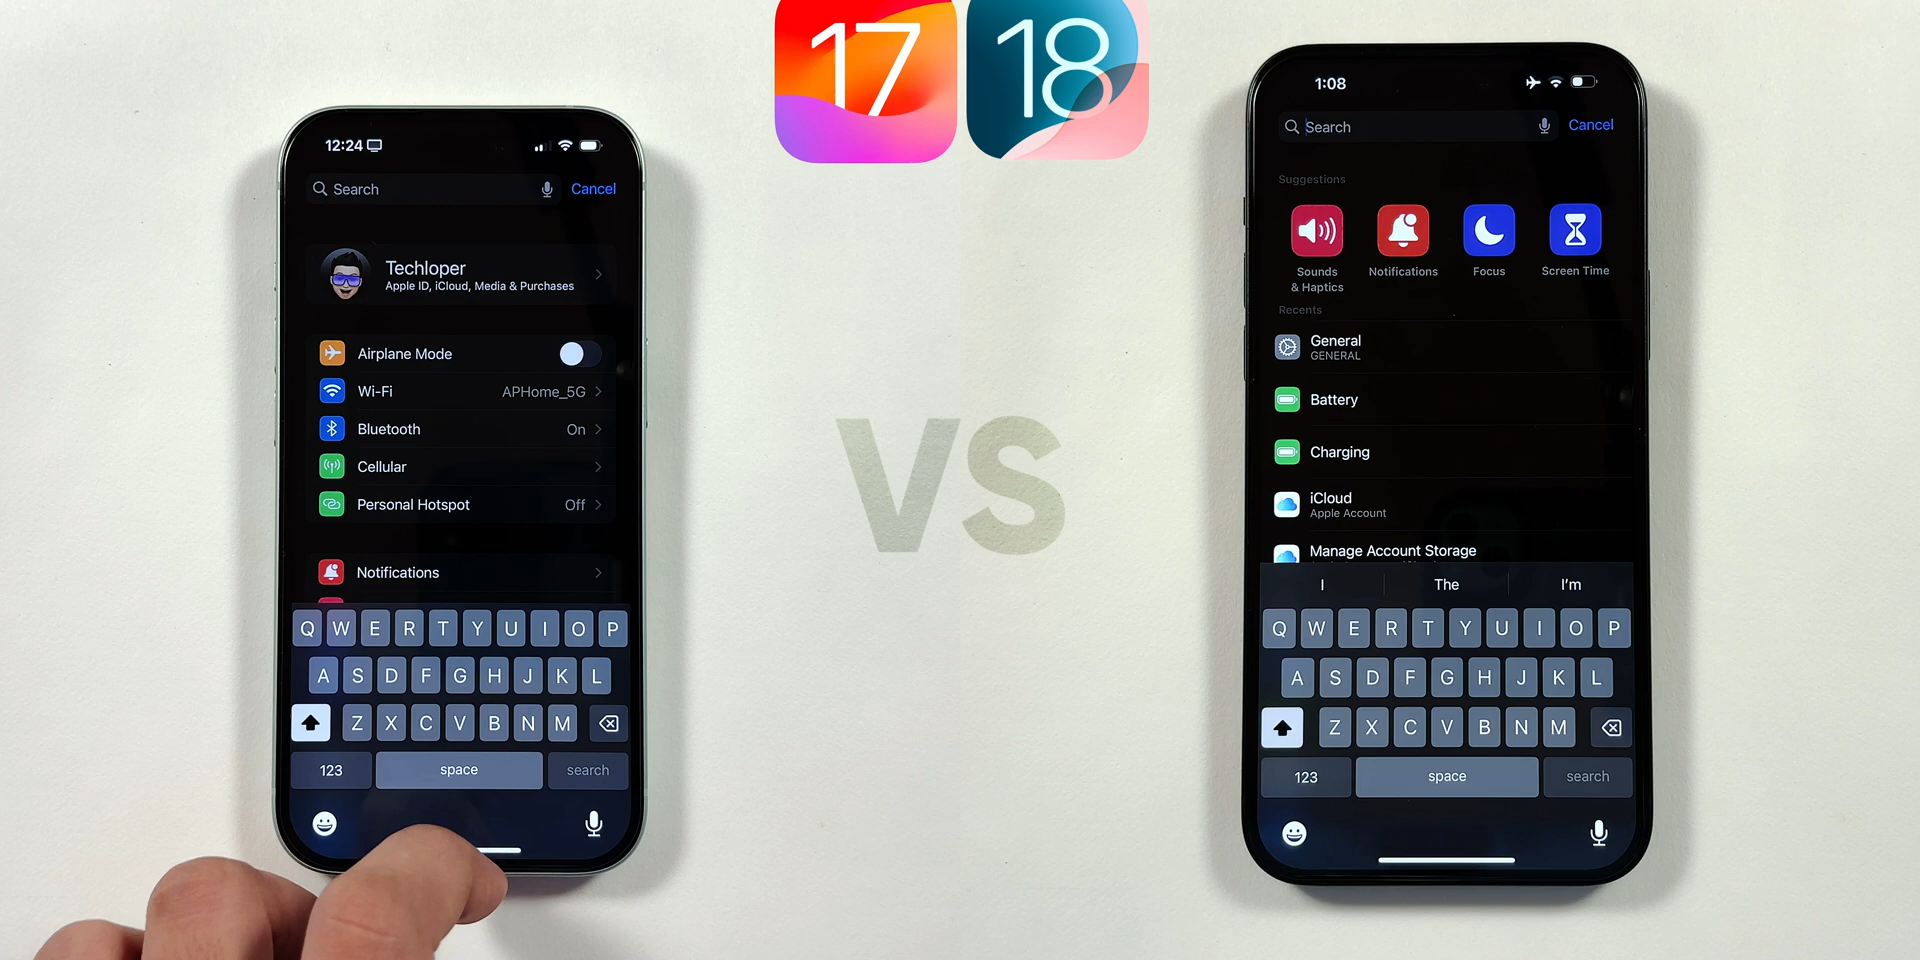 17
18
VS
12:24
Search
Cancel
Techloper
Apple ID, iCloud, Media & Purchases
Airplane Mode
Wi-Fi
APHome_5G
Bluetooth
On
Cellular
Personal Hotspot
Off
Notifications
Q W E R T Y U I O P
A S D F G H J K L
Z X C V B N M
123
space
search
1:08
Search
Cancel
Suggestions
Sounds
& Haptics
Notifications
Focus
Screen Time
Recents
General
GENERAL
Battery
Charging
iCloud
Apple Account
Manage Account Storage
I
The
I'm
Q W E R T Y U I O P
A S D F G H J K L
Z X C V B N M
123
space
search